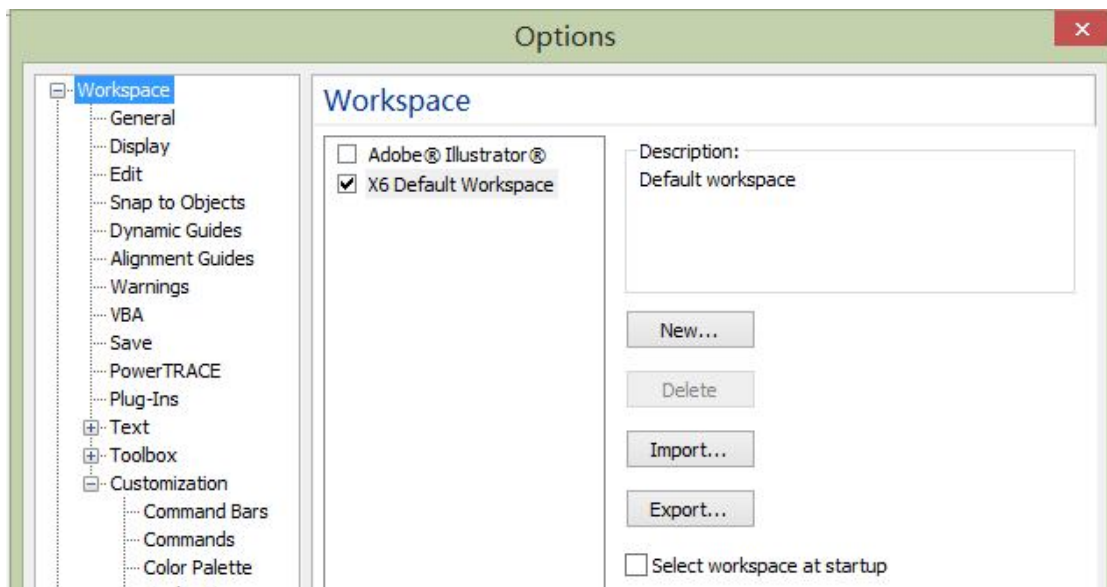 Options
Workspace
General
Display
Edit
Snap to Objects
Dynamic Guides
Alignment Guides
Warnings
VBA
Save
PowerTRACE
Plug-Ins
Text
Toolbox
Customization
Command Bars
Commands
Color Palette
Workspace
Adobe® Illustrator®
X6 Default Workspace
Description:
Default workspace
New...
Delete
Import...
Export...
Select workspace at startup